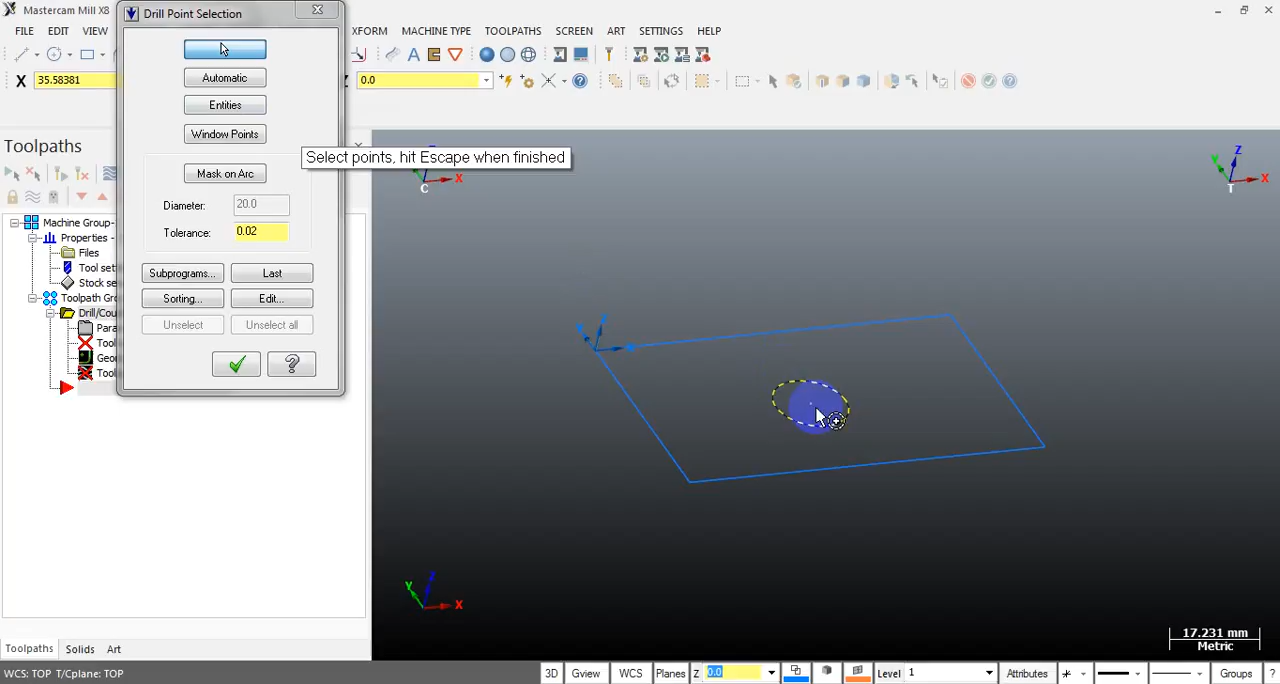 Mastercam Mill X8
Drill Point Selection
FILE EDIT VIEW XFORM MACHINE TYPE TOOLPATHS SCREEN ART SETTINGS HELP
X 35.58381 0.0
Automatic
Entities
Window Points
Select points, hit Escape when finished
Mask on Arc
Diameter: 20.0
Tolerance: 0.02
Subprograms... Last
Sorting... Edit...
Unselect Unselect all
Toolpaths
Machine Group-
Properties -
Files
Tool set
Stock se
Toolpath Gr
Drill/Cou
Para
Tool
Geo
Tool
X
C
Y Z X
T
Y Z X
17.231 mm
Metric
Toolpaths Solids Art
WCS: TOP T/Cplane: TOP 3D Gview WCS Planes Z 0.0 Level 1 Attributes Groups ?